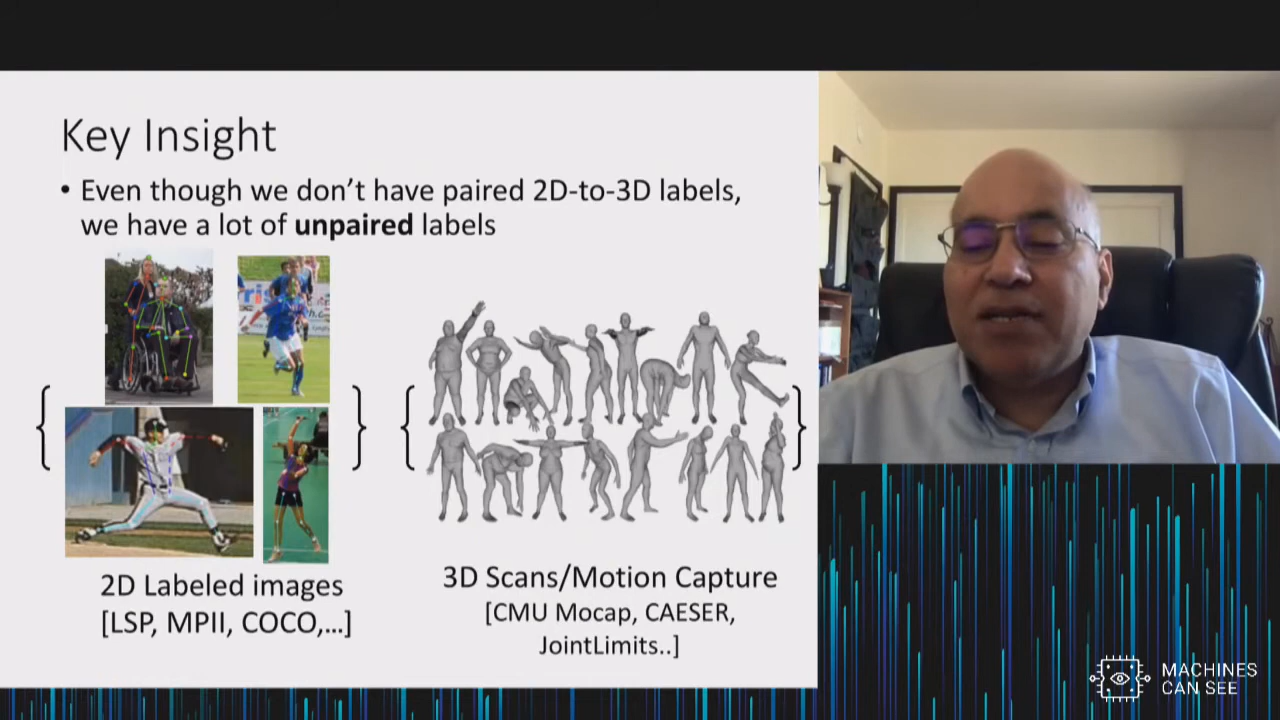 Key Insight
• Even though we don't have paired 2D-to-3D labels,
we have a lot of unpaired labels
2D Labeled images
[LSP, MPII, COCO,...]
3D Scans/Motion Capture
[CMU Mocap, CAESER,
JointLimits..]
MACHINES
CAN SEE